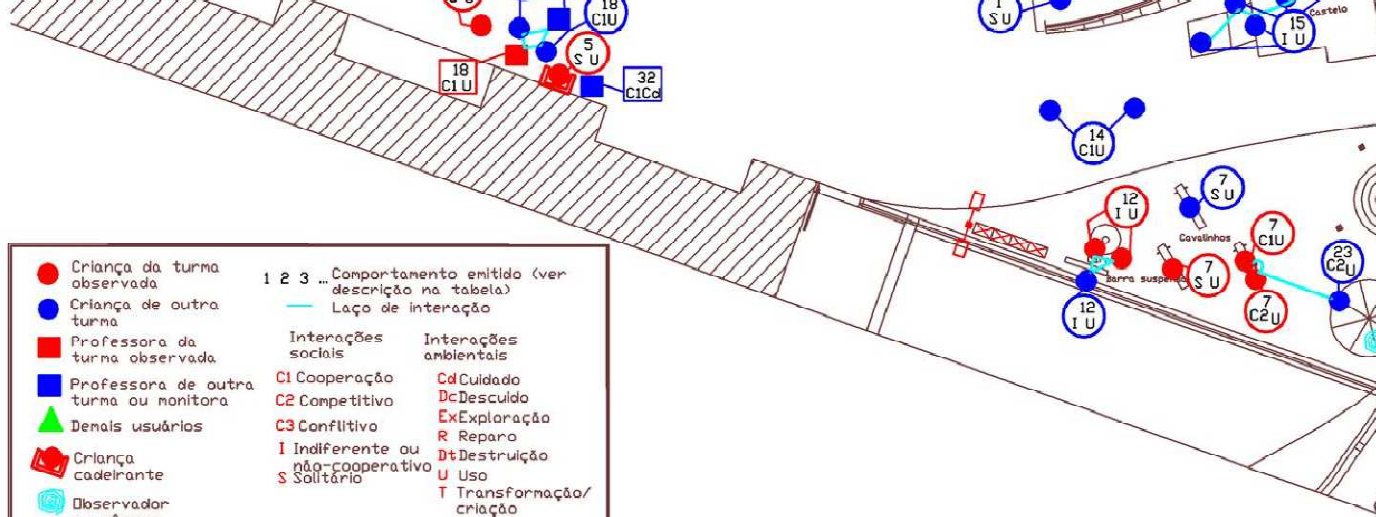 18
C1U
1
S U
Castelo
15
I U
5
S U
18
C1 U
32
C1Cd
14
C1U
7
S U
12
I U
Cavalinhos
7
C1U
23
C2U
Barra suspensa
7
S U
7
C2U
12
I U
Criança da turma
observada
Criança de outra
turma
Professora da
turma observada
Professora de outra
turma ou monitora
Demais usuários
Criança
cadeirante
Observador
1 2 3 ... Comportamento emitido (ver
descrição na tabela)
Laço de interação
Interações
sociais
C1 Cooperação
C2 Competitivo
C3 Conflitivo
I Indiferente ou
não-cooperativo
S Solitário
Interações
ambientais
Cd Cuidado
Dc Descuido
Ex Exploração
R Reparo
Dt Destruição
U Uso
T Transformação/
criação